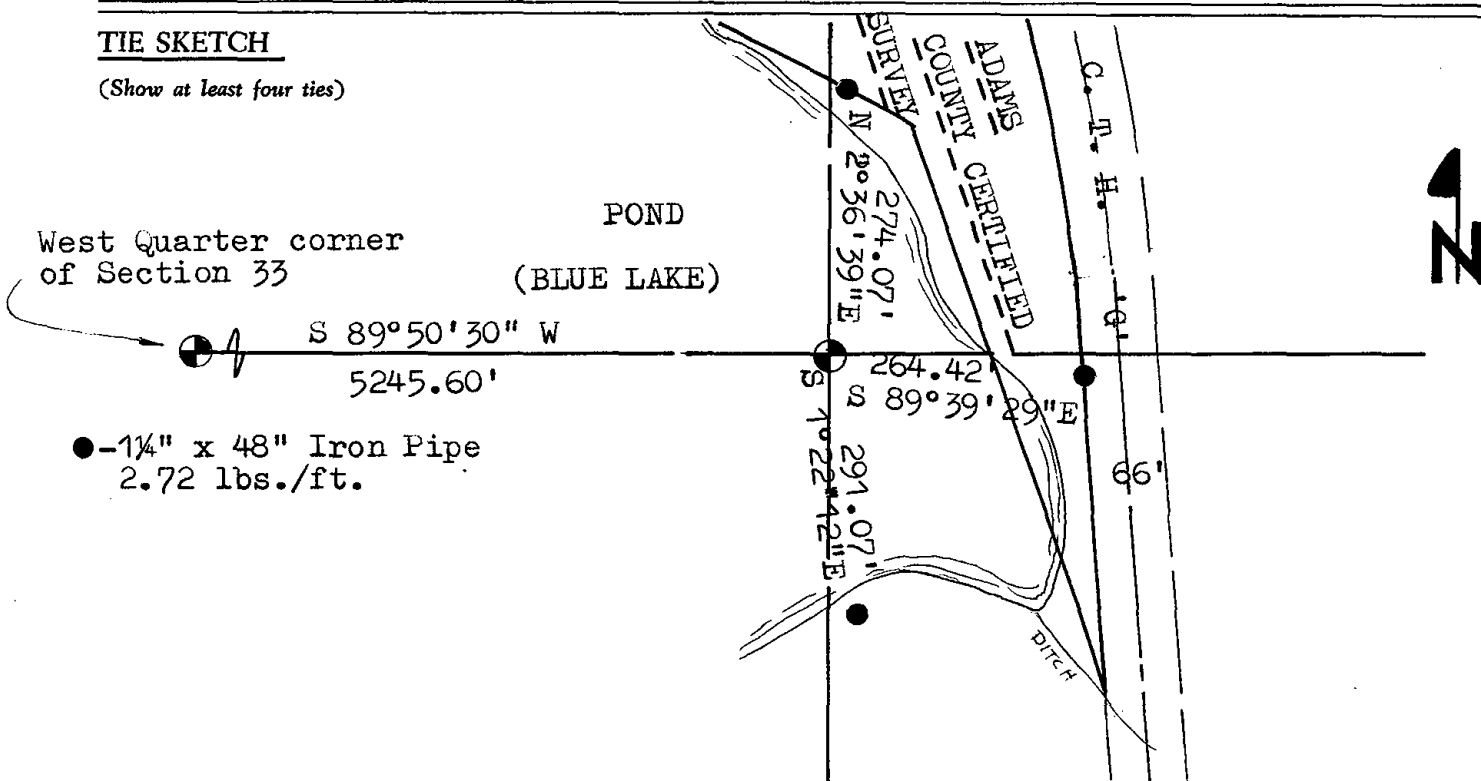 TIE SKETCH
(Show at least four ties)
ADAMS
COUNTY CERTIFIED
SURVEY
C. T. H. 'G'
N
N 2°36'39"E
274.07'
POND
(BLUE LAKE)
West Quarter corner
of Section 33
S 89°50'30" W
5245.60'
264.42'
S 89°39'29"E
S 1°22"42"E
291.07'
●-1¼" x 48" Iron Pipe
2.72 lbs./ft.
66'
DITCH